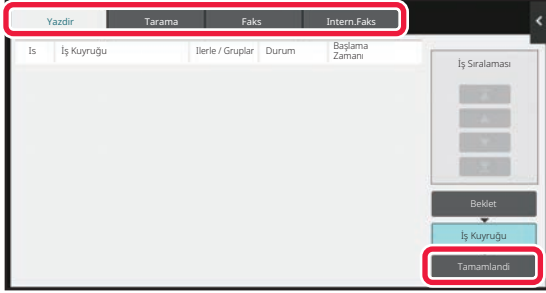 Yazdir Tarama Faks Intern.Faks
Is İş Kuyruğu Ilerle / Gruplar Durum Başlama
Zamanı
İş Sıralaması
Beklet
İş Kuyruğu
Tamamlandi